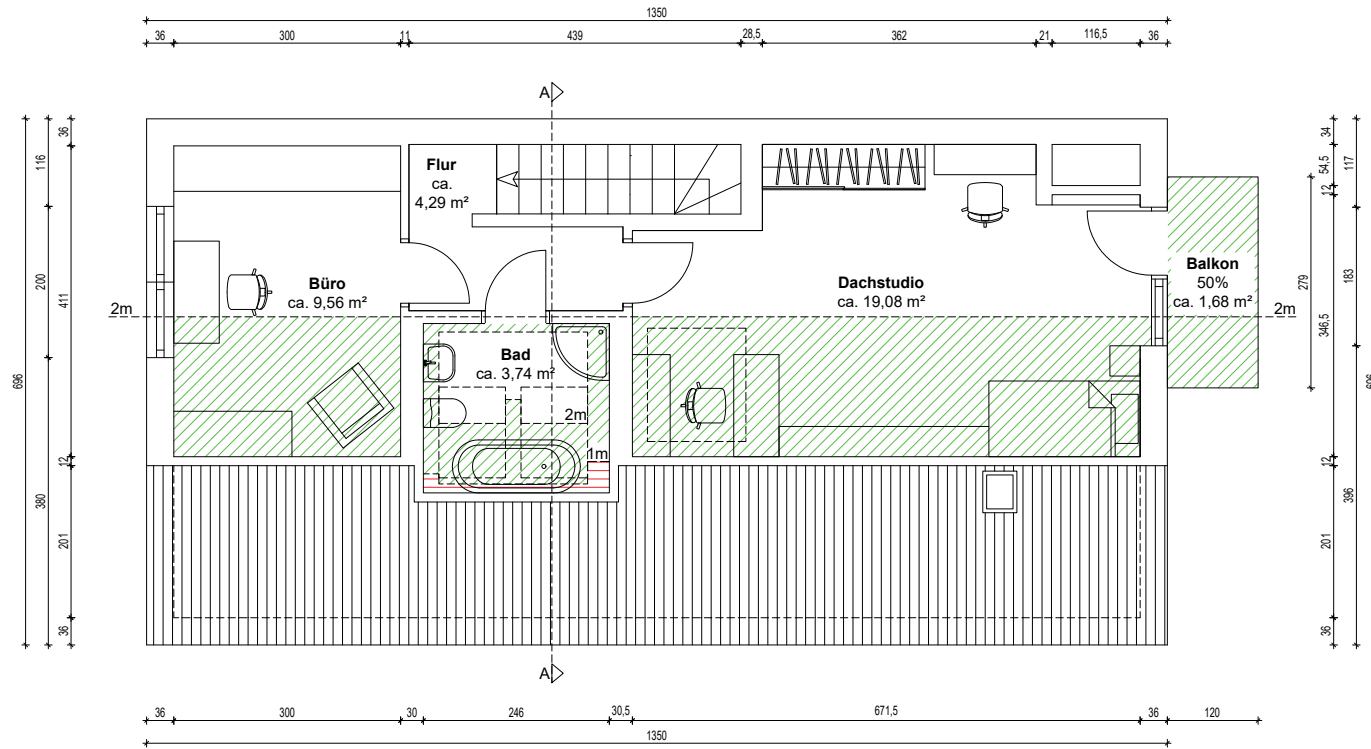 1350
36 300 11 439 28,5 362 21 116,5 36
A
36
116
200
411
696
12
380
201
36
34
54,5
117
12
183
279
346,5
696
12
396
201
36
Flur
ca.
4,29 m²
Büro
ca. 9,56 m²
Dachstudio
ca. 19,08 m²
Balkon
50%
ca. 1,68 m²
2m
2m
Bad
ca. 3,74 m²
2m
1m
A
36 300 30 246 30,5 671,5 36 120
1350